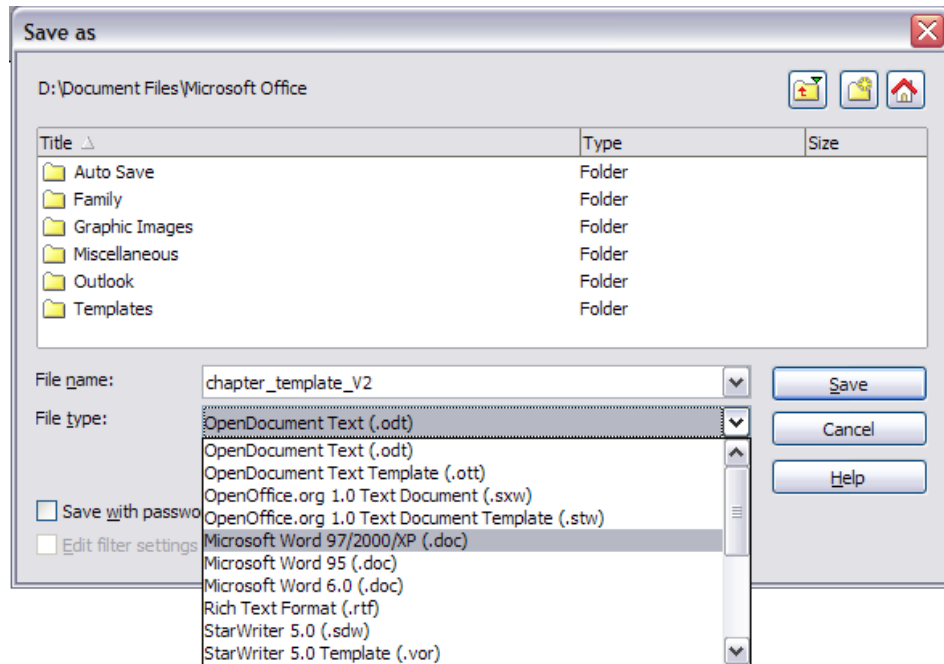 Save as
D:\Document Files\Microsoft Office
Title Type Size
Auto Save Folder
Family Folder
Graphic Images Folder
Miscellaneous Folder
Outlook Folder
Templates Folder
File name: chapter_template_V2 Save
File type: OpenDocument Text (.odt) Cancel
OpenDocument Text (.odt)
OpenDocument Text Template (.ott) Help
OpenOffice.org 1.0 Text Document (.sxw)
Save with passwo OpenOffice.org 1.0 Text Document Template (.stw)
Edit filter settings Microsoft Word 97/2000/XP (.doc)
Microsoft Word 95 (.doc)
Microsoft Word 6.0 (.doc)
Rich Text Format (.rtf)
StarWriter 5.0 (.sdw)
StarWriter 5.0 Template (.vor)